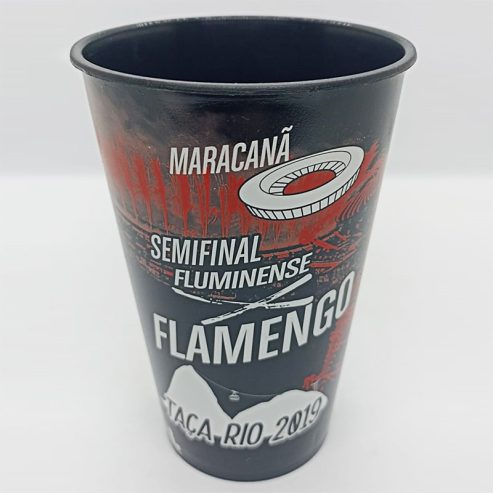 MARACANÃ
SEMIFINAL
FLUMINENSE
X
FLAMENGO
TAÇA RIO 2019